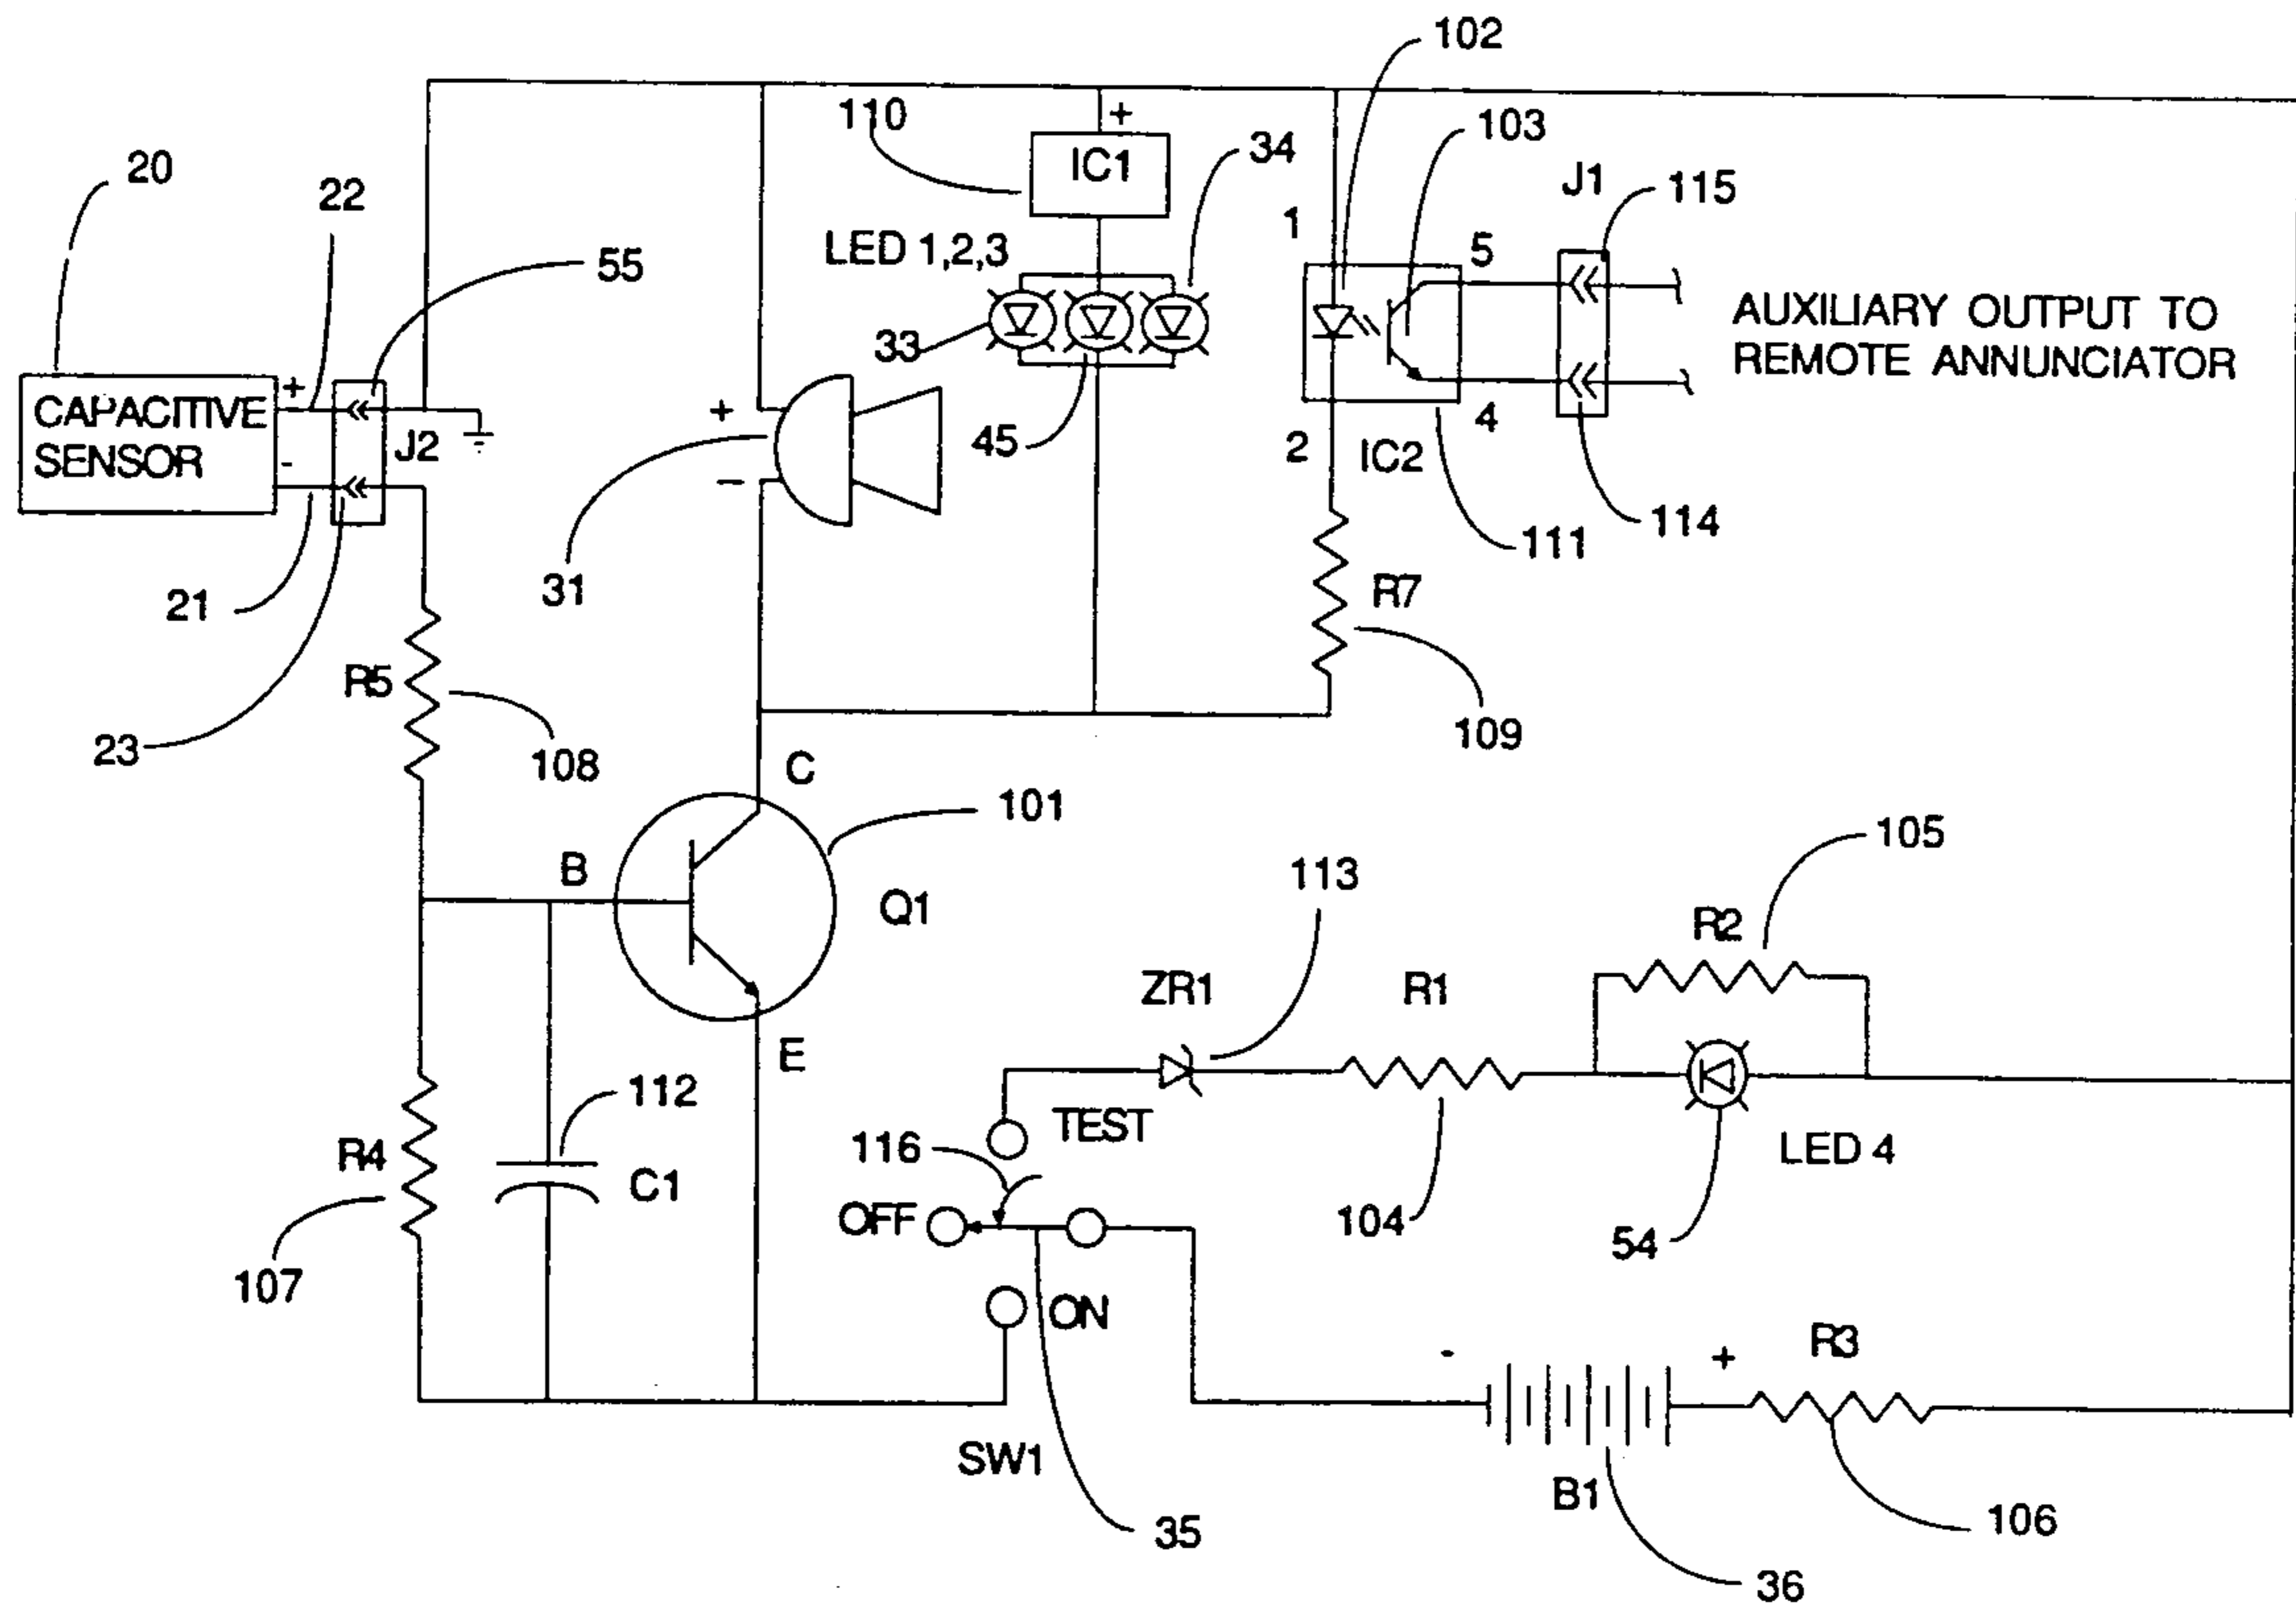 102
110
+
103
IC1
34
20
22
J1
115
1
LED 1,2,3
5
55
AUXILIARY OUTPUT TO
REMOTE ANNUNCIATOR
33
+
CAPACITIVE
SENSOR
-
J2
+
-
45
2
IC2
4
114
111
31
21
R7
R5
23
108
109
C
101
B
Q1
105
113
R2
ZR1
R1
E
112
TEST
116
R4
C1
LED 4
OFF
104
54
107
ON
-
+
R3
SW1
B1
35
106
36